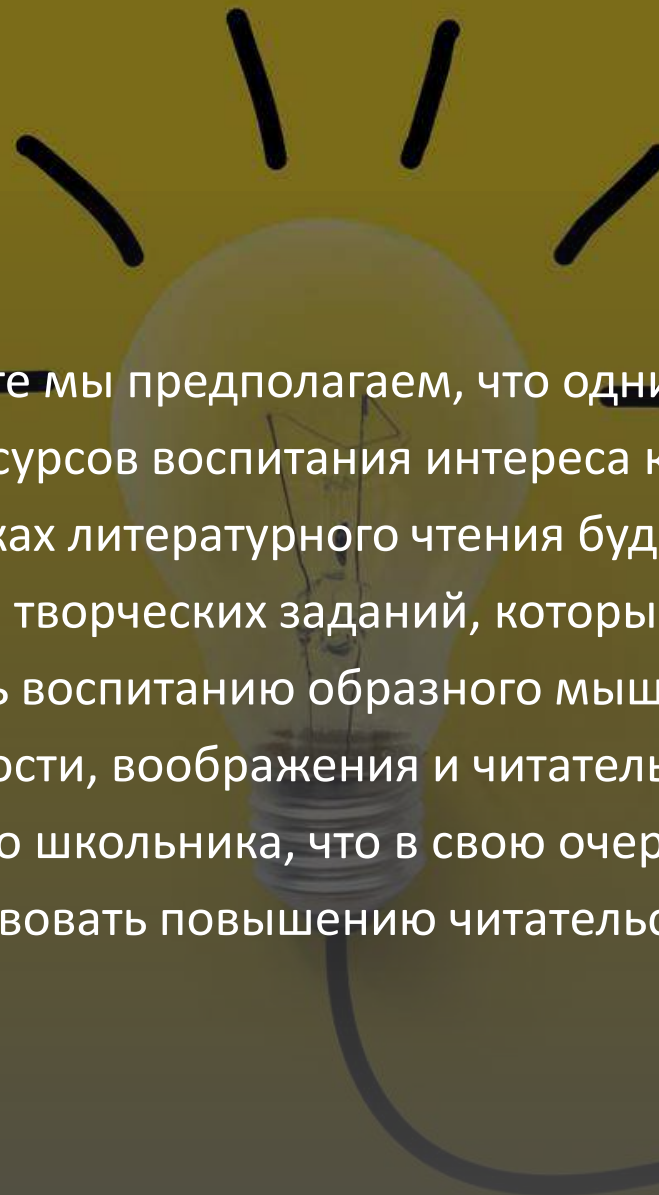 те мы предполагаем, что одни
сурсов воспитания интереса к
ках литературного чтения буд
творческих заданий, которы
ь воспитанию образного мыш
ости, воображения и читатель
о школьника, что в свою очер
вовать повышению читательс